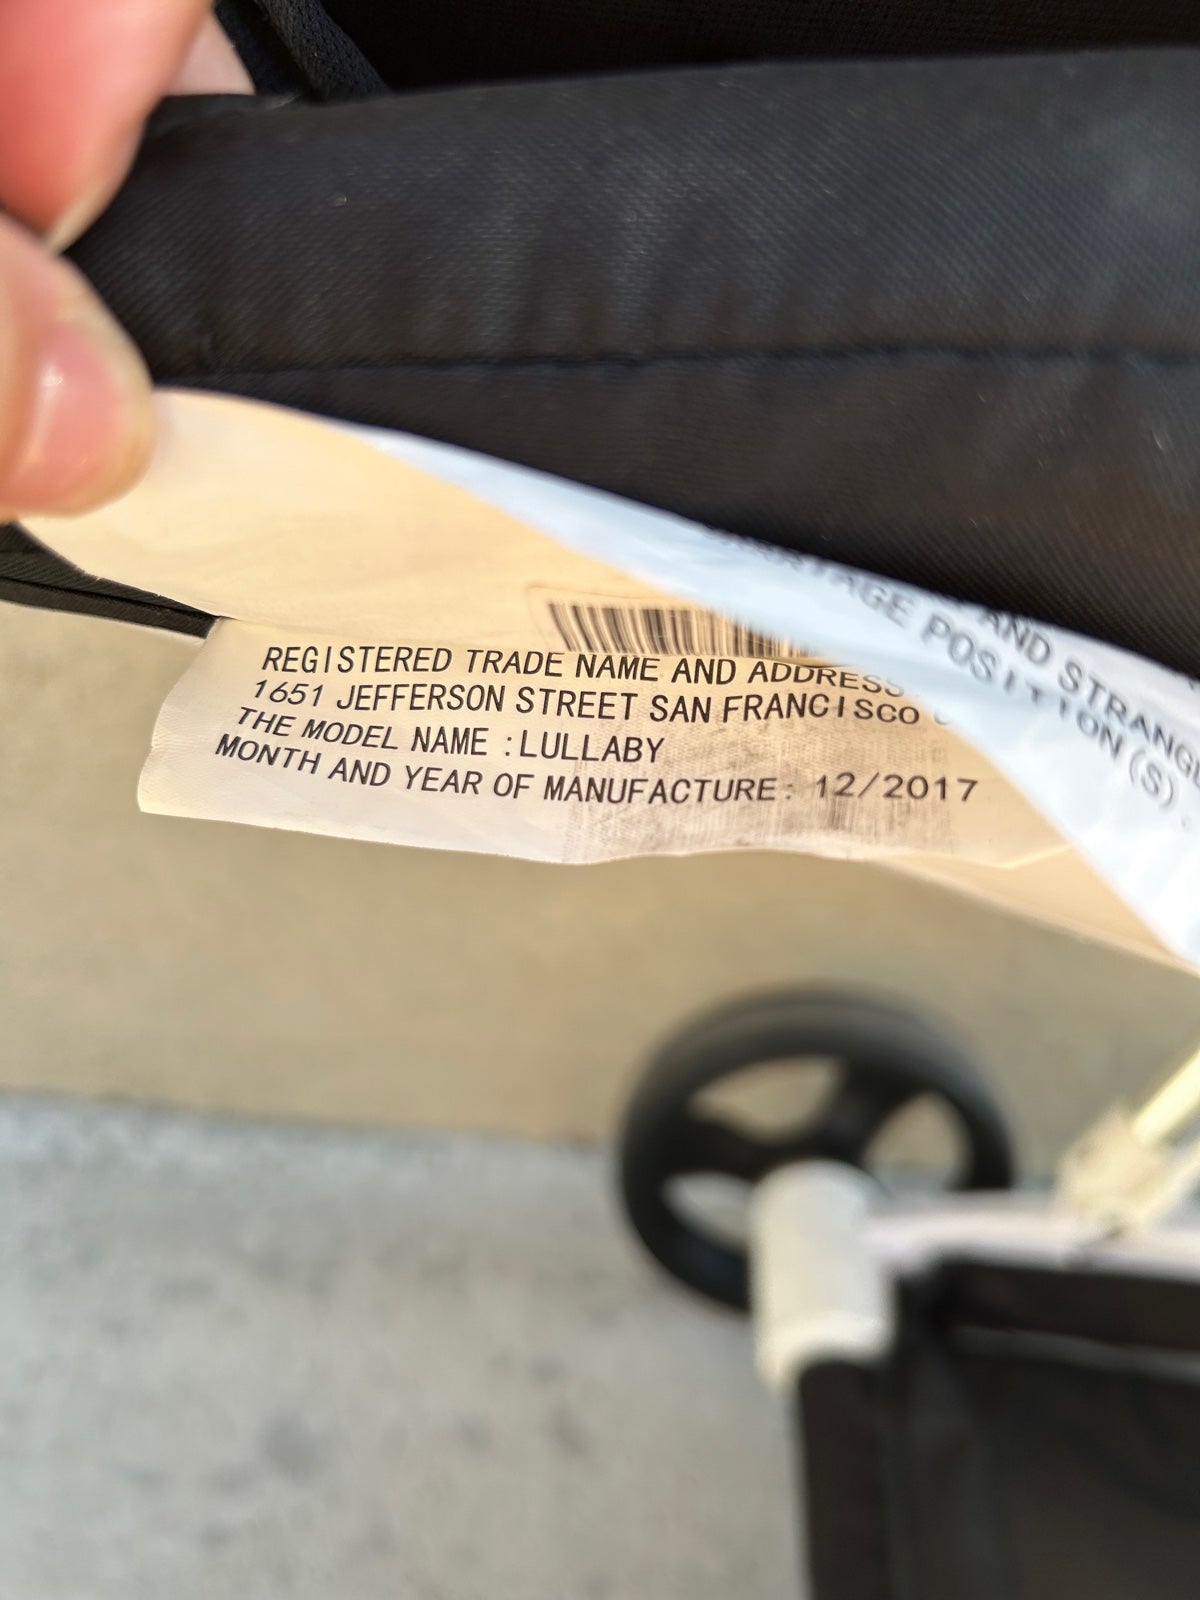 REGISTERED TRADE NAME AND ADDRESS
1651 JEFFERSON STREET SAN FRANCISCO
THE MODEL NAME :LULLABY
MONTH AND YEAR OF MANUFACTURE: 12/2017
AND STRANGU
POSITION(S).